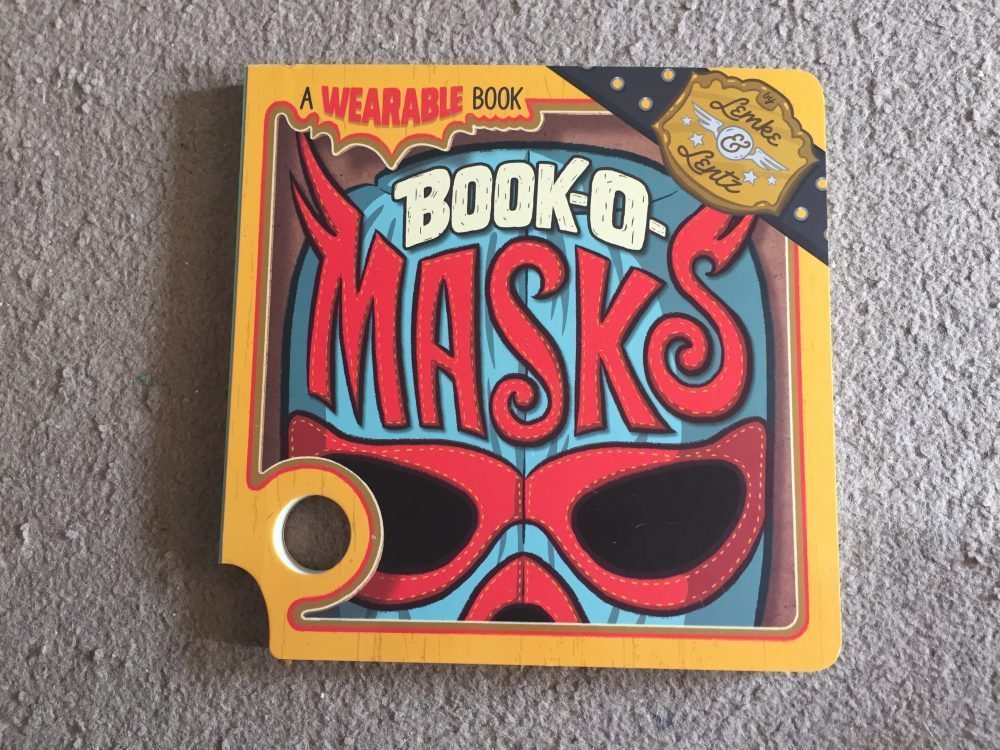 A WEARABLE BOOK
by
Lemke
&
Lentz
BOOK-O-
MASKS